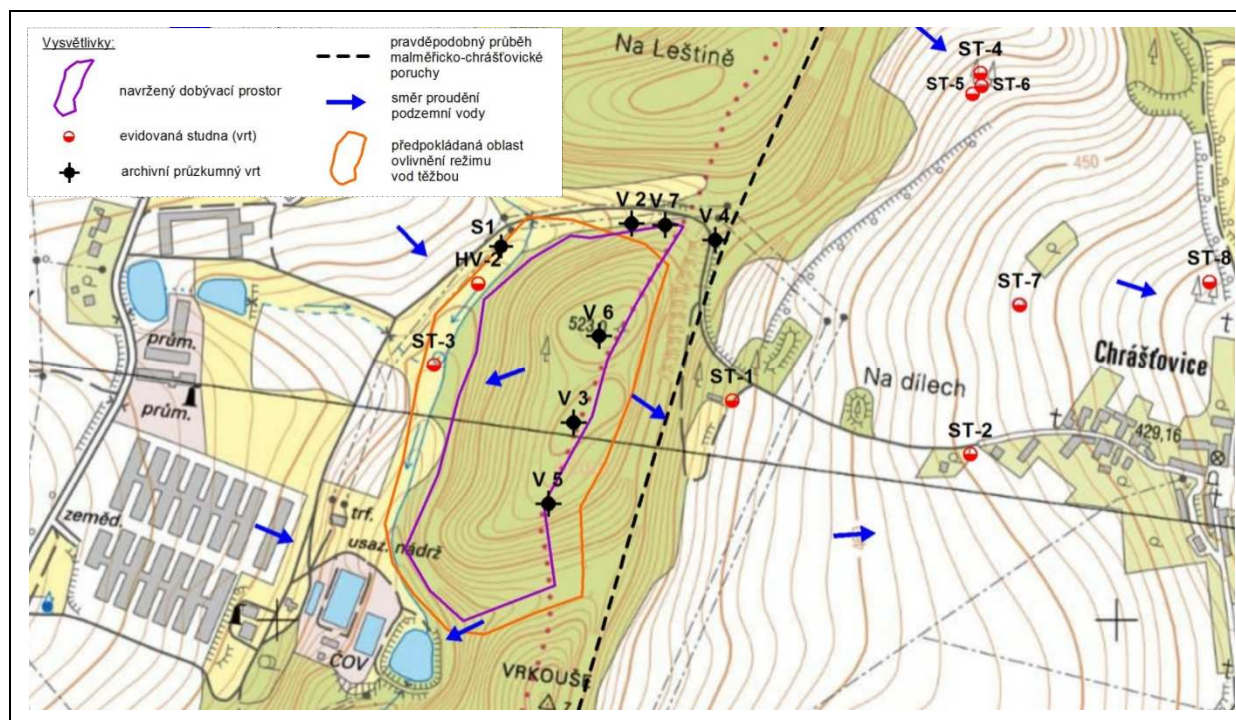 Vysvětlivky:
navržený dobývací prostor
evidovaná studna (vrt)
archivní průzkumný vrt
pravděpodobný průběh
malměřicko-chrášťovické
poruchy
směr proudění
podzemní vody
předpokládaná oblast
ovlivnění režimu
vod těžbou
Na Leštině
ST-4
ST-5
ST-6
450
V 2
V 7
V 4
S1
HV-2
ST-7
ST-8
V 6
523,0
prům.
ST-3
Chrášťovice
prům.
ST-1
Na dílech
V 3
ST-2
429,16
V 5
zeměd.
trf.
usaz. nádrž
ČOV
VRKOUŠE